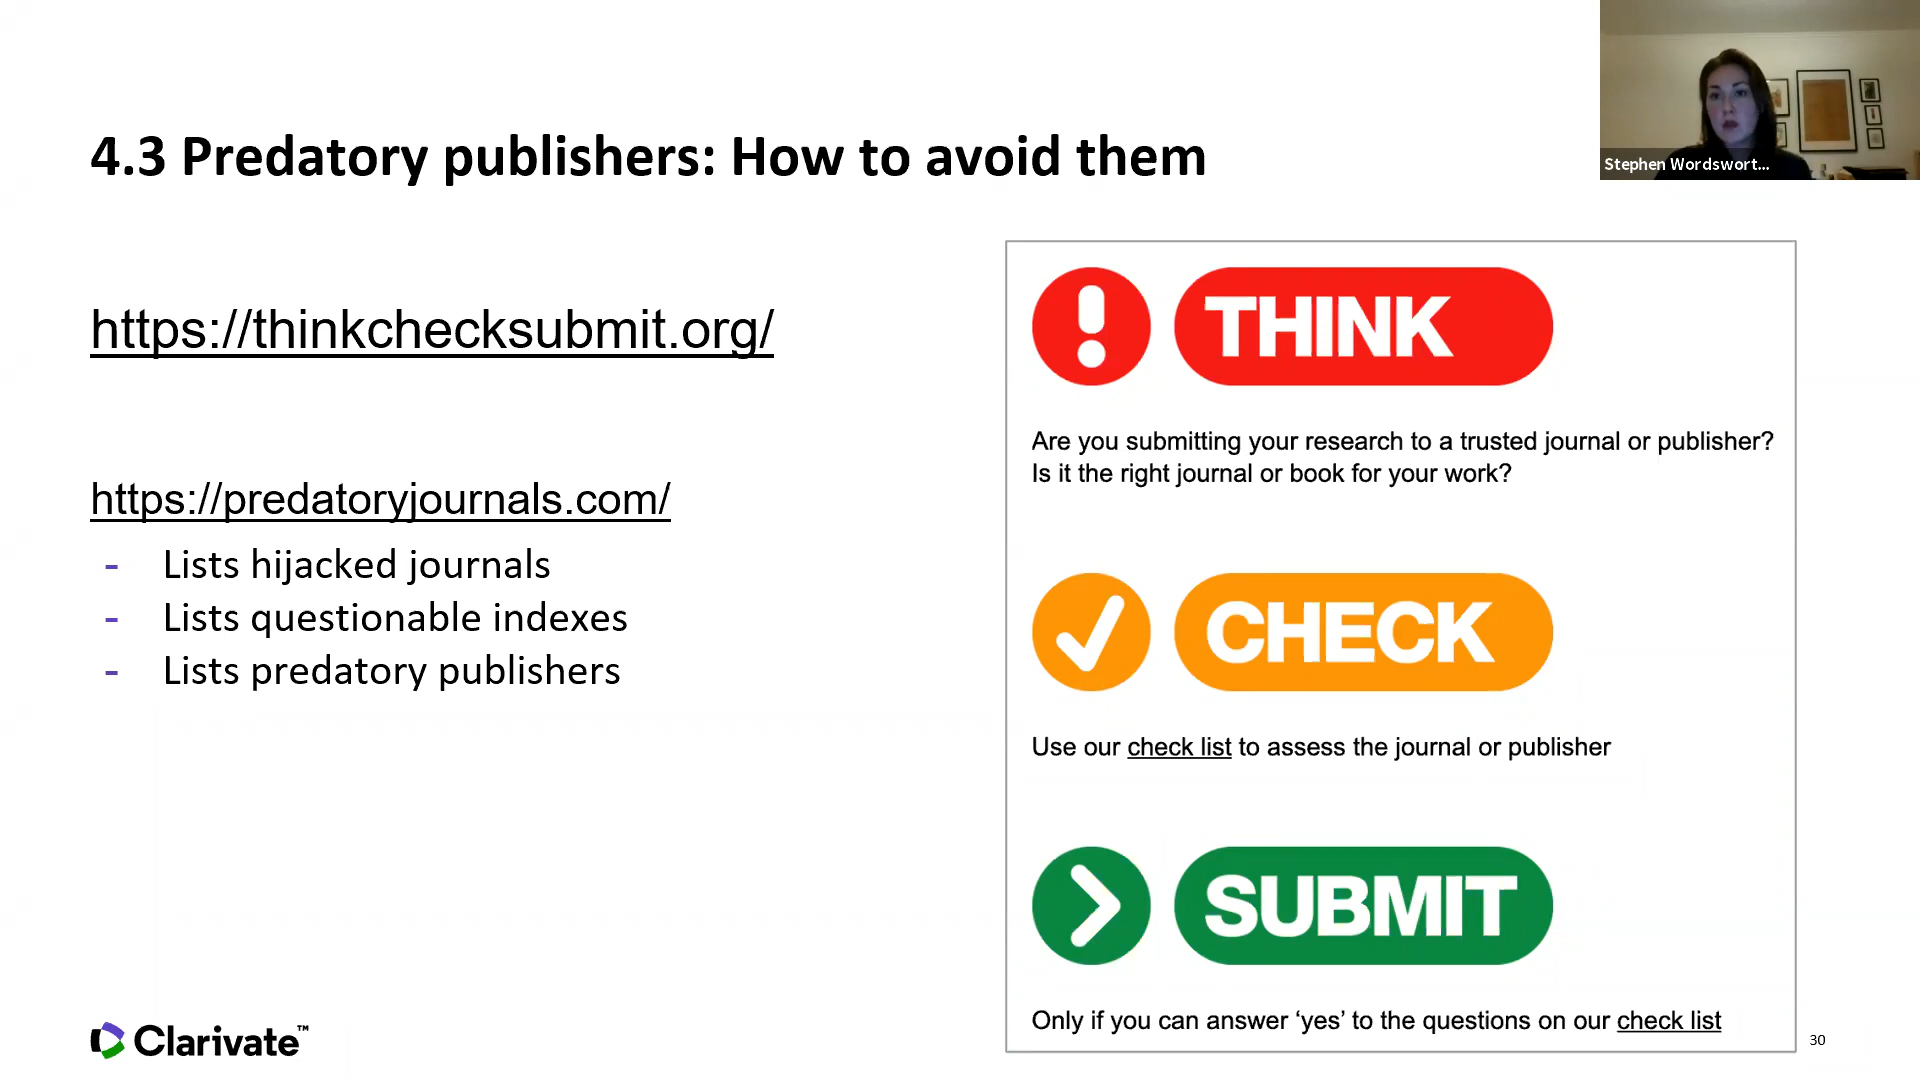 4.3 Predatory publishers: How to avoid them
Stephen Wordswort...
https://thinkchecksubmit.org/
https://predatoryjournals.com/
- Lists hijacked journals
- Lists questionable indexes
- Lists predatory publishers
THINK
Are you submitting your research to a trusted journal or publisher?
Is it the right journal or book for your work?
CHECK
Use our check list to assess the journal or publisher
SUBMIT
Only if you can answer ‘yes’ to the questions on our check list
Clarivate™
30